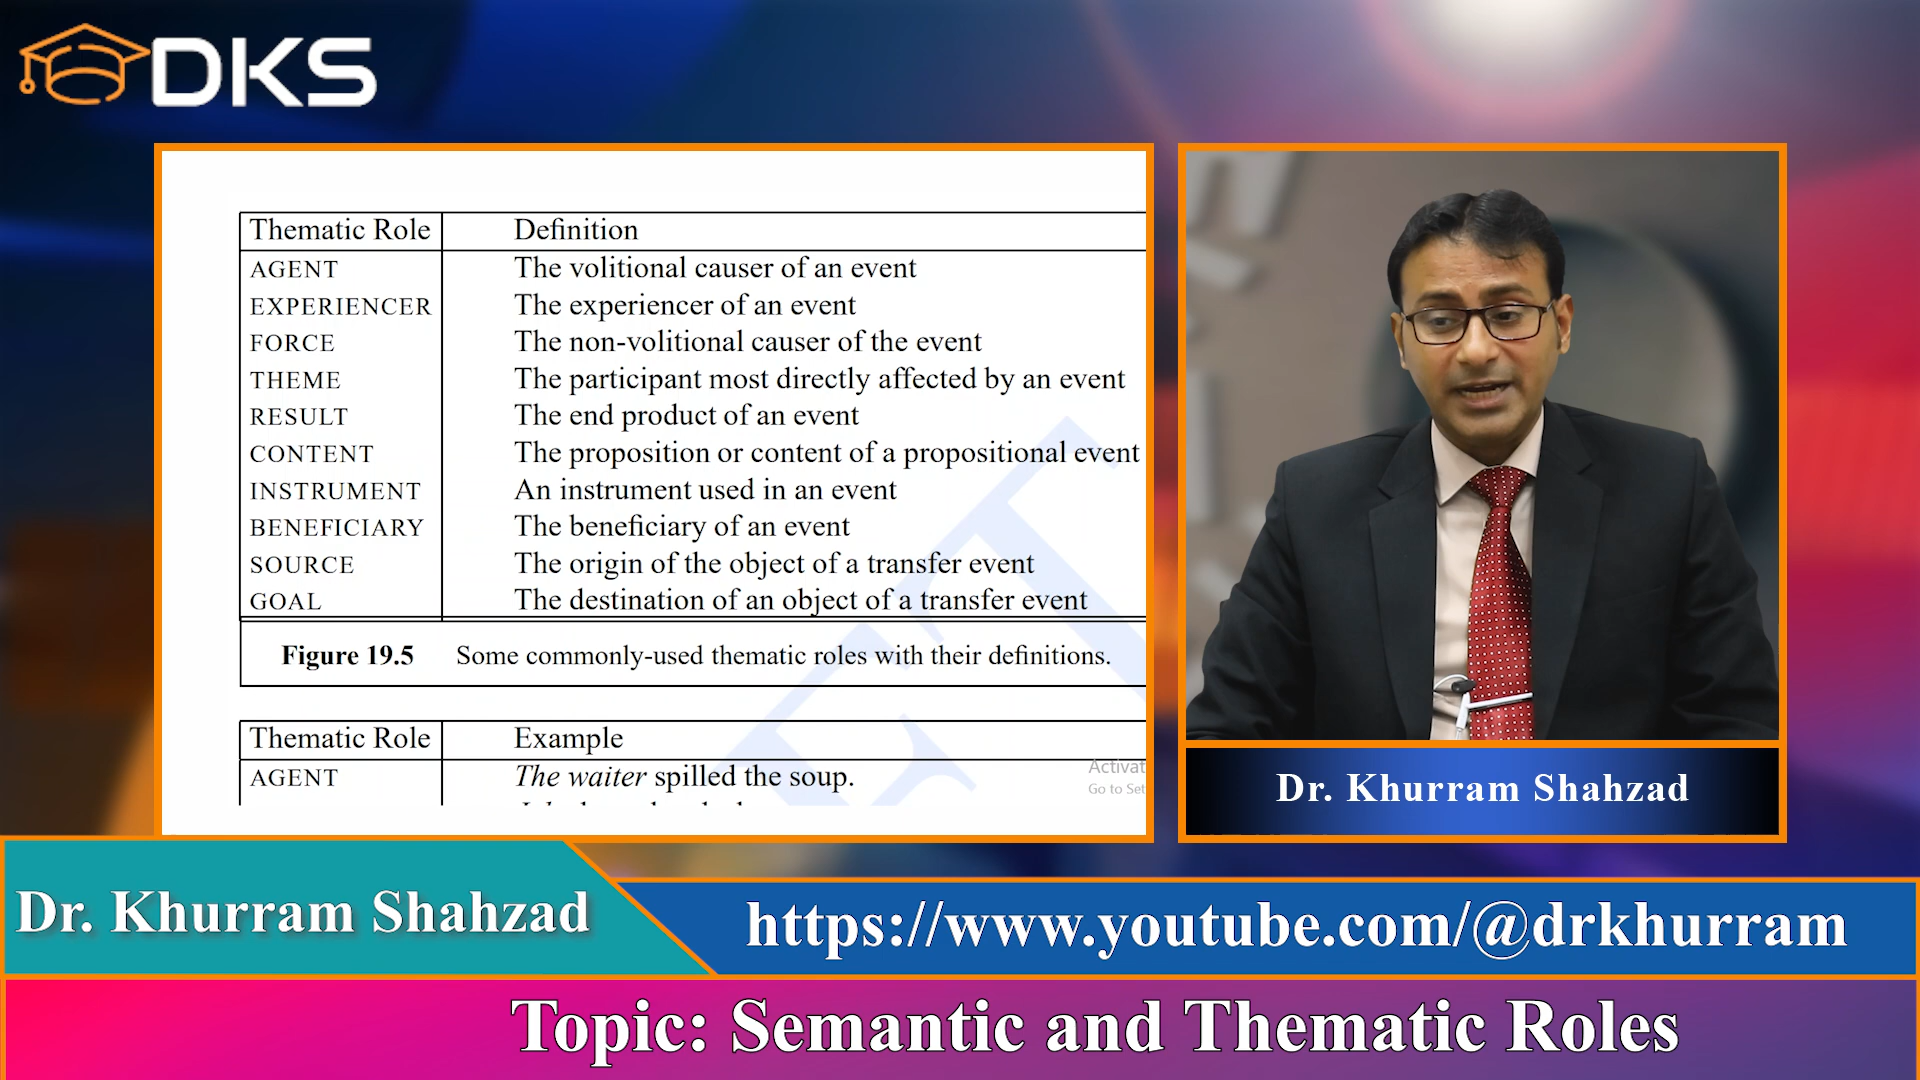 DKS
Thematic Role Definition
AGENT The volitional causer of an event
EXPERIENCER The experiencer of an event
FORCE The non-volitional causer of the event
THEME The participant most directly affected by an event
RESULT The end product of an event
CONTENT The proposition or content of a propositional event
INSTRUMENT An instrument used in an event
BENEFICIARY The beneficiary of an event
SOURCE The origin of the object of a transfer event
GOAL The destination of an object of a transfer event
Figure 19.5 Some commonly-used thematic roles with their definitions.
Thematic Role Example
AGENT The waiter spilled the soup.
Activat
Go to Set
Dr. Khurram Shahzad
Dr. Khurram Shahzad
https://www.youtube.com/@drkhurram
Topic: Semantic and Thematic Roles